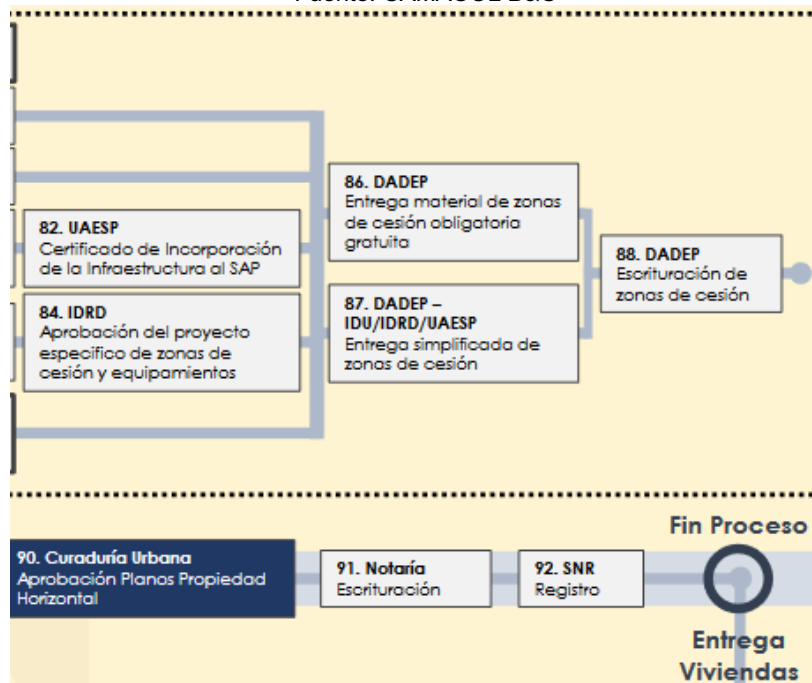 82. UAESP
Certificado de Incorporación
de la Infraestructura al SAP
84. IDRD
Aprobación del proyecto
especifico de zonas de
cesión y equipamientos
86. DADEP
Entrega material de zonas
de cesión obligatoria
gratuita
87. DADEP –
IDU/IDRD/UAESP
Entrega simplificada de
zonas de cesión
88. DADEP
Escrituración de
zonas de cesión
Fin Proceso
90. Curaduría Urbana
Aprobación Planos Propiedad
Horizontal
91. Notaría
Escrituración
92. SNR
Registro
Entrega
Viviendas